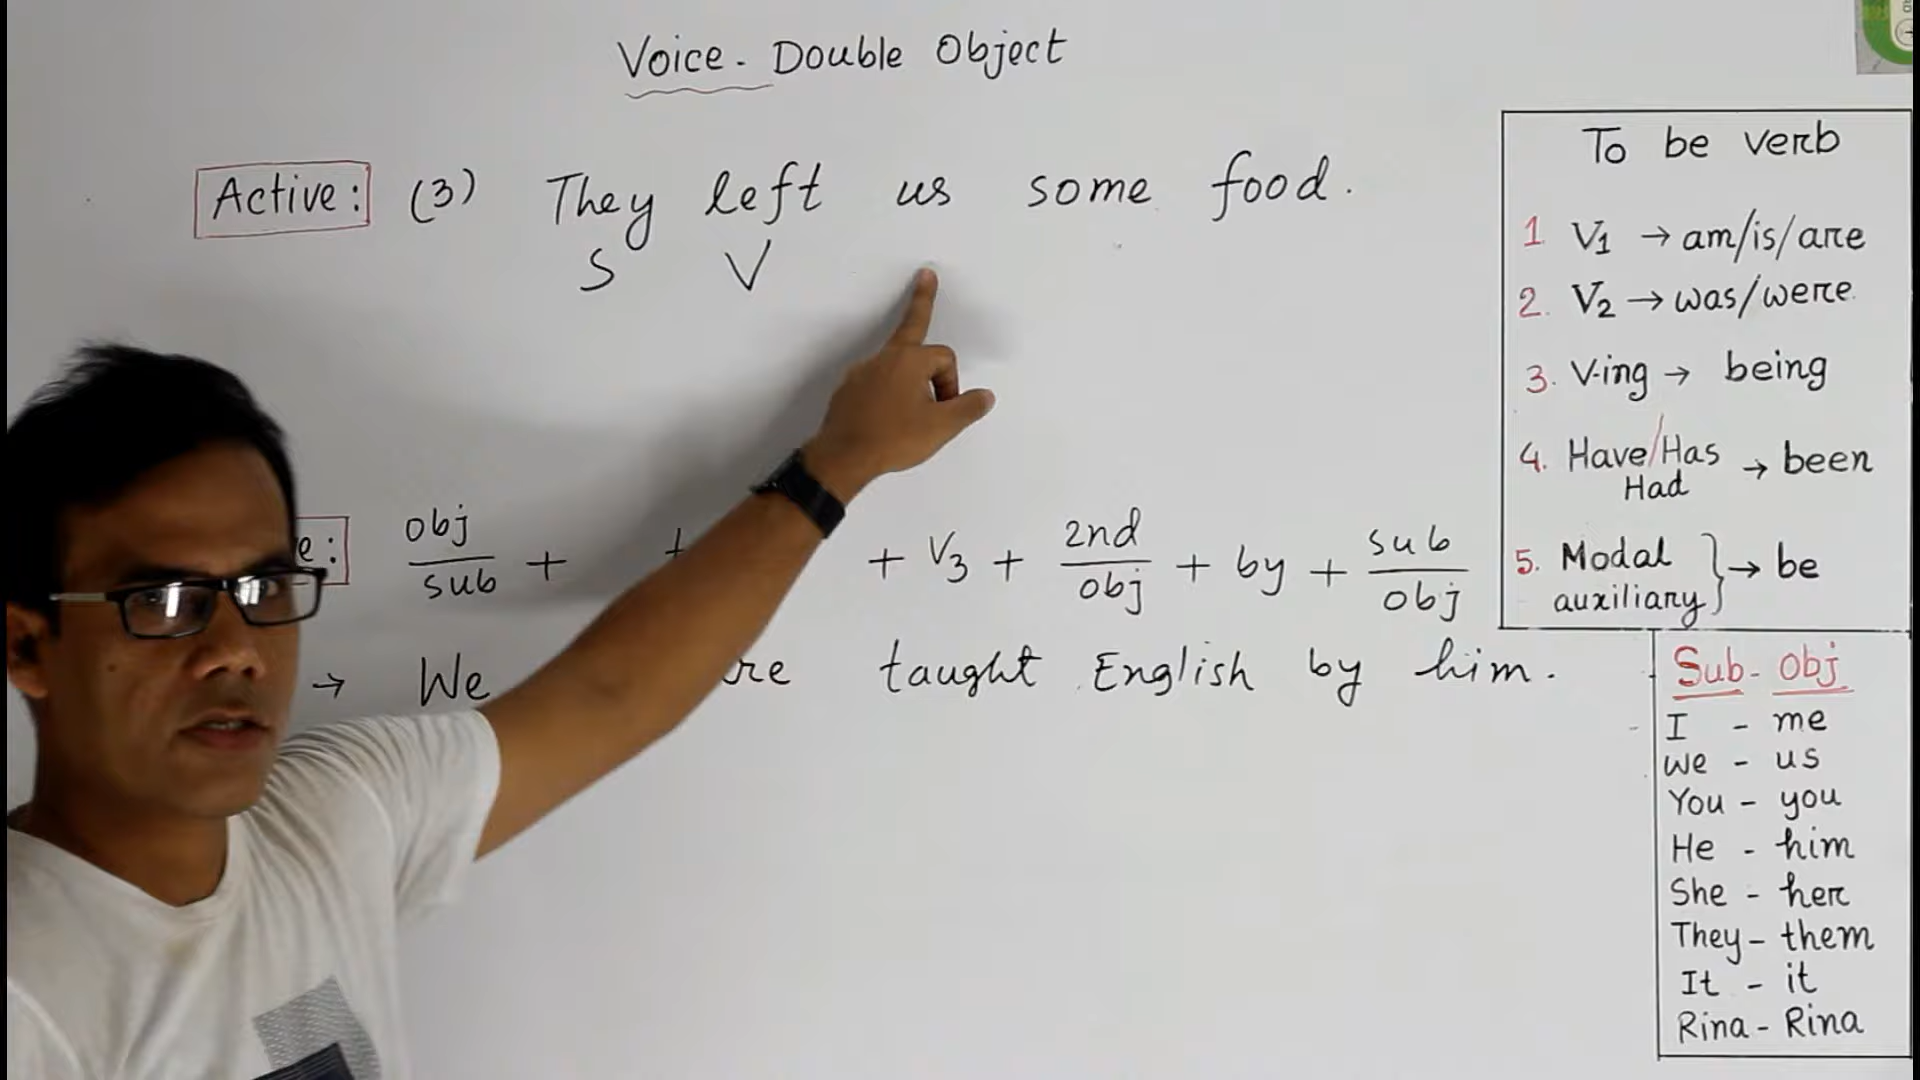 Voice - Double Object
Active: (3) They left us some food.
S V
e: obj + + V3 + 2nd + by + sub
sub obj obj
→ We re taught English by him.
To be verb
1. V1 → am/is/are
2. V2 → was/were
3. V-ing → being
4. Have/Has → been
Had
5. Modal → be
auxiliary
Sub - Obj
I - me
We - us
You - you
He - him
She - her
They - them
It - it
Rina - Rina